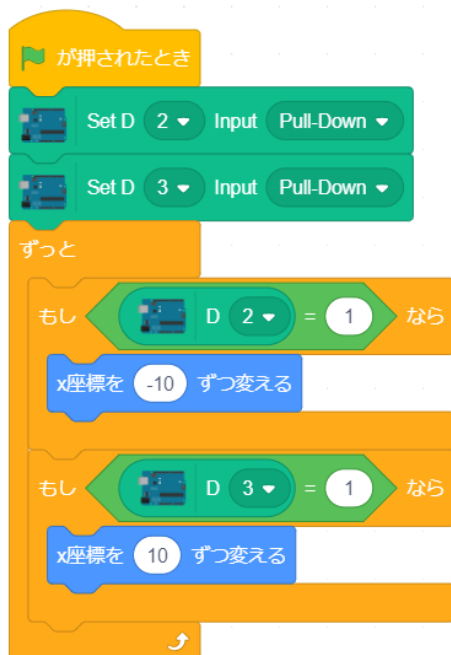 が押されたとき
Set D 2 Input Pull-Down
Set D 3 Input Pull-Down
ずっと
もし D 2 = 1 なら
x座標を -10 ずつ変える
もし D 3 = 1 なら
x座標を 10 ずつ変える